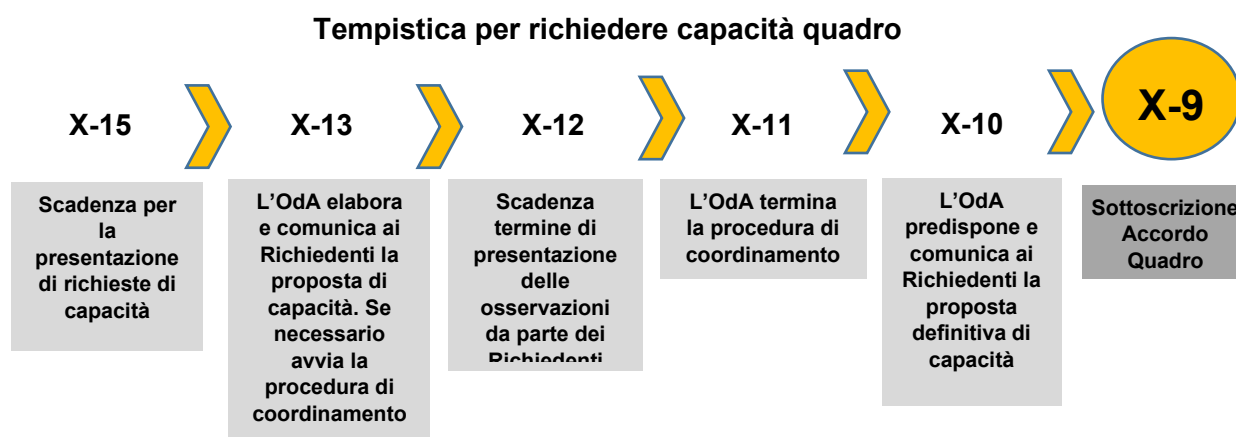 Tempistica per richiedere capacità quadro
X-15
X-13
X-12
X-11
X-10
X-9
Scadenza per
la
presentazione
di richieste di
capacità
L'OdA elabora
e comunica ai
Richiedenti la
proposta di
capacità. Se
necessario
avvia la
procedura di
coordinamento
Scadenza
termine di
presentazione
delle
osservazioni
da parte dei
Richiedenti
L'OdA termina
la procedura di
coordinamento
L'OdA
predispone e
comunica ai
Richiedenti la
proposta
definitiva di
capacità
Sottoscrizione
Accordo
Quadro